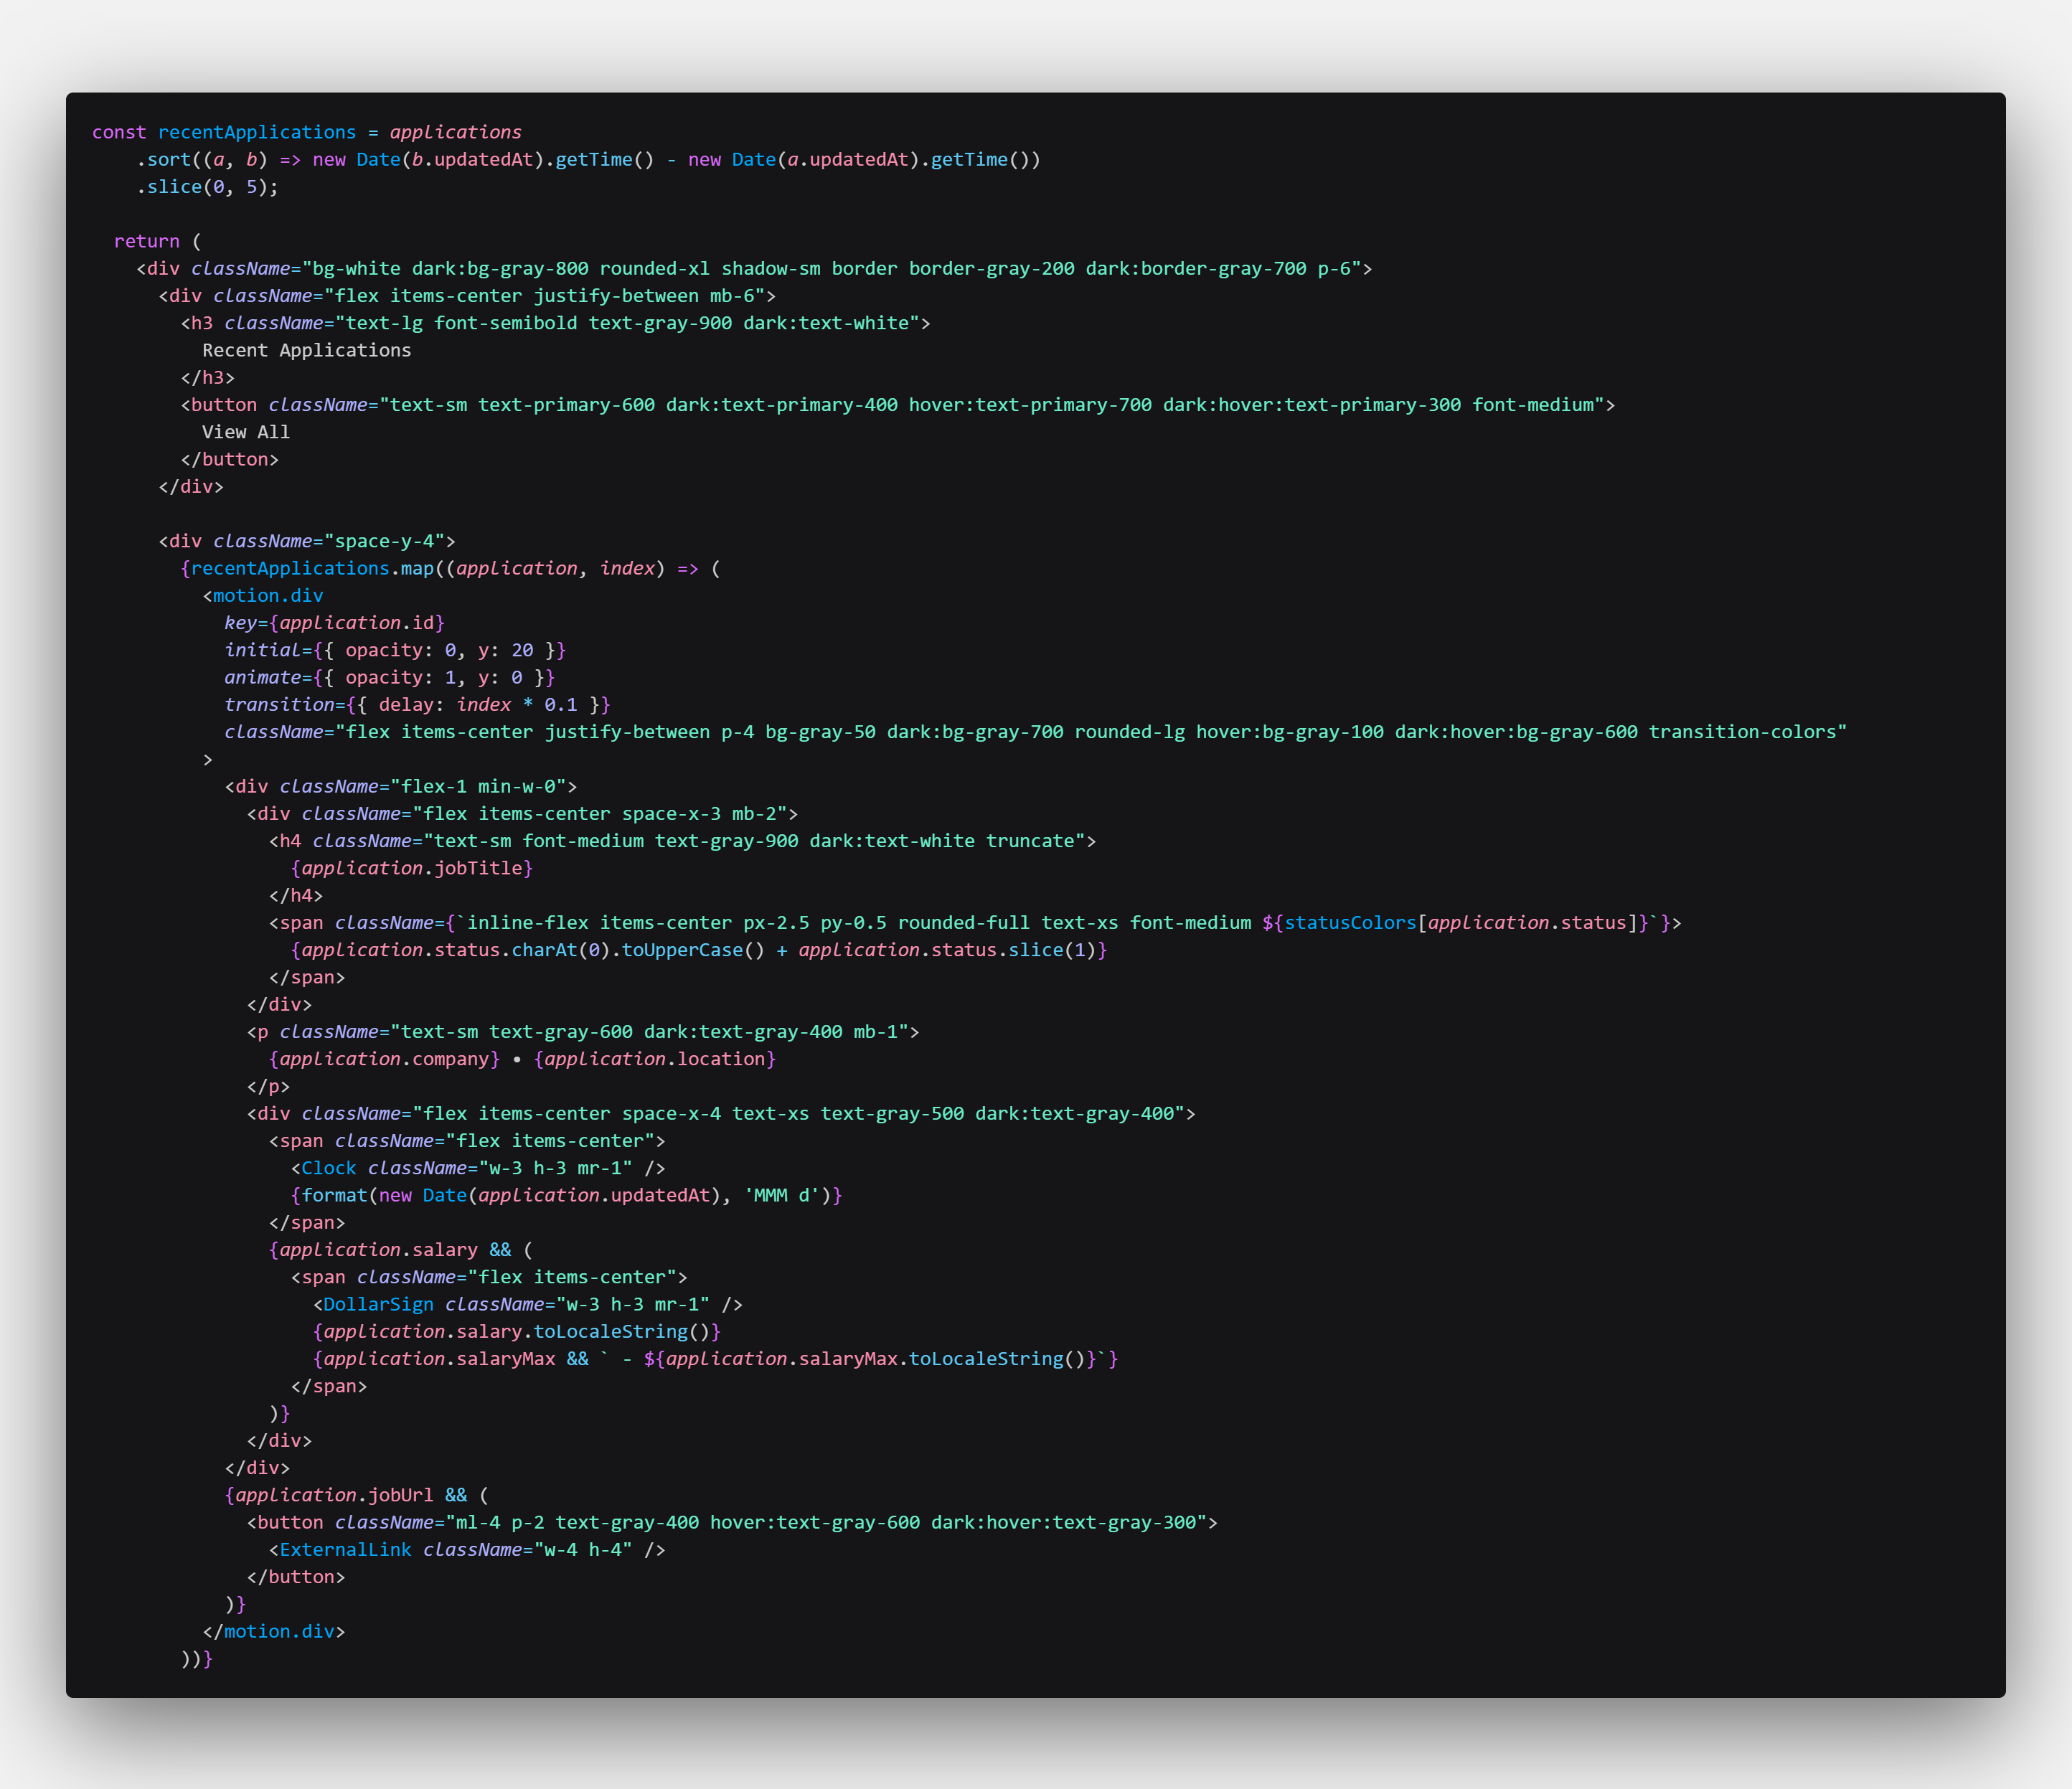 const recentApplications = applications
    .sort((a, b) => new Date(b.updatedAt).getTime() - new Date(a.updatedAt).getTime())
    .slice(0, 5);

  return (
    <div className="bg-white dark:bg-gray-800 rounded-xl shadow-sm border border-gray-200 dark:border-gray-700 p-6">
      <div className="flex items-center justify-between mb-6">
        <h3 className="text-lg font-semibold text-gray-900 dark:text-white">
          Recent Applications
        </h3>
        <button className="text-sm text-primary-600 dark:text-primary-400 hover:text-primary-700 dark:hover:text-primary-300 font-medium">
          View All
        </button>
      </div>

      <div className="space-y-4">
        {recentApplications.map((application, index) => (
          <motion.div
            key={application.id}
            initial={{ opacity: 0, y: 20 }}
            animate={{ opacity: 1, y: 0 }}
            transition={{ delay: index * 0.1 }}
            className="flex items-center justify-between p-4 bg-gray-50 dark:bg-gray-700 rounded-lg hover:bg-gray-100 dark:hover:bg-gray-600 transition-colors"
          >
            <div className="flex-1 min-w-0">
              <div className="flex items-center space-x-3 mb-2">
                <h4 className="text-sm font-medium text-gray-900 dark:text-white truncate">
                  {application.jobTitle}
                </h4>
                <span className={`inline-flex items-center px-2.5 py-0.5 rounded-full text-xs font-medium ${statusColors[application.status]}`}>
                  {application.status.charAt(0).toUpperCase() + application.status.slice(1)}
                </span>
              </div>
              <p className="text-sm text-gray-600 dark:text-gray-400 mb-1">
                {application.company} • {application.location}
              </p>
              <div className="flex items-center space-x-4 text-xs text-gray-500 dark:text-gray-400">
                <span className="flex items-center">
                  <Clock className="w-3 h-3 mr-1" />
                  {format(new Date(application.updatedAt), 'MMM d')}
                </span>
                {application.salary && (
                  <span className="flex items-center">
                    <DollarSign className="w-3 h-3 mr-1" />
                    {application.salary.toLocaleString()}
                    {application.salaryMax && ` - ${application.salaryMax.toLocaleString()}`}
                  </span>
                )}
              </div>
            </div>
            {application.jobUrl && (
              <button className="ml-4 p-2 text-gray-400 hover:text-gray-600 dark:hover:text-gray-300">
                <ExternalLink className="w-4 h-4" />
              </button>
            )}
          </motion.div>
        ))}